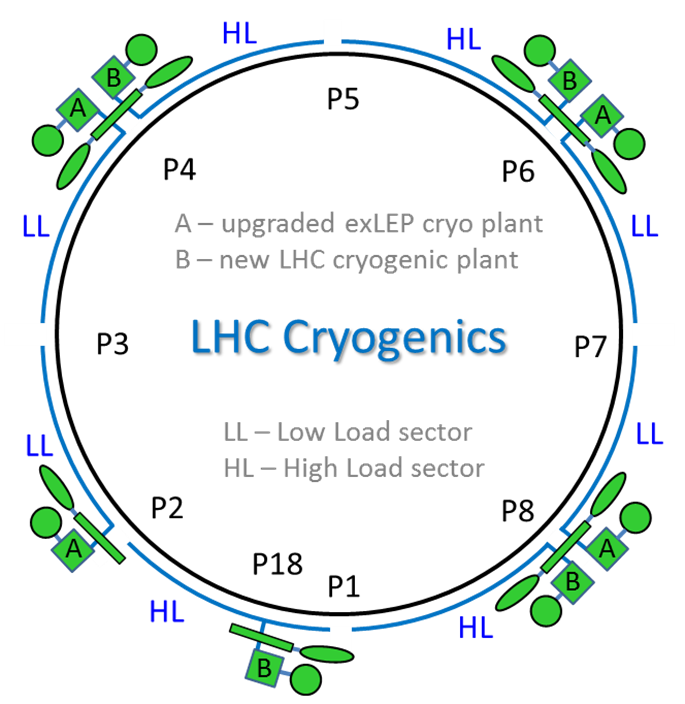 HL
HL
B
B
A
A
P5
P4
P6
LL
A – upgraded exLEP cryo plant
LL
B – new LHC cryogenic plant
P3
LHC Cryogenics
P7
LL – Low Load sector
LL
LL
HL – High Load sector
P2
P8
A
A
P18
P1
B
HL
HL
B